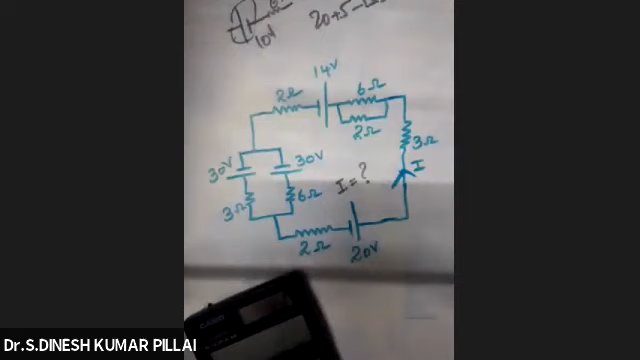 10V
20+5-
14V
2Ω
6Ω
2Ω
30V
30V
3Ω
I
I=?
3Ω
6Ω
2Ω
20V
CASIO
Dr.S.DINESH KUMAR PILLAI